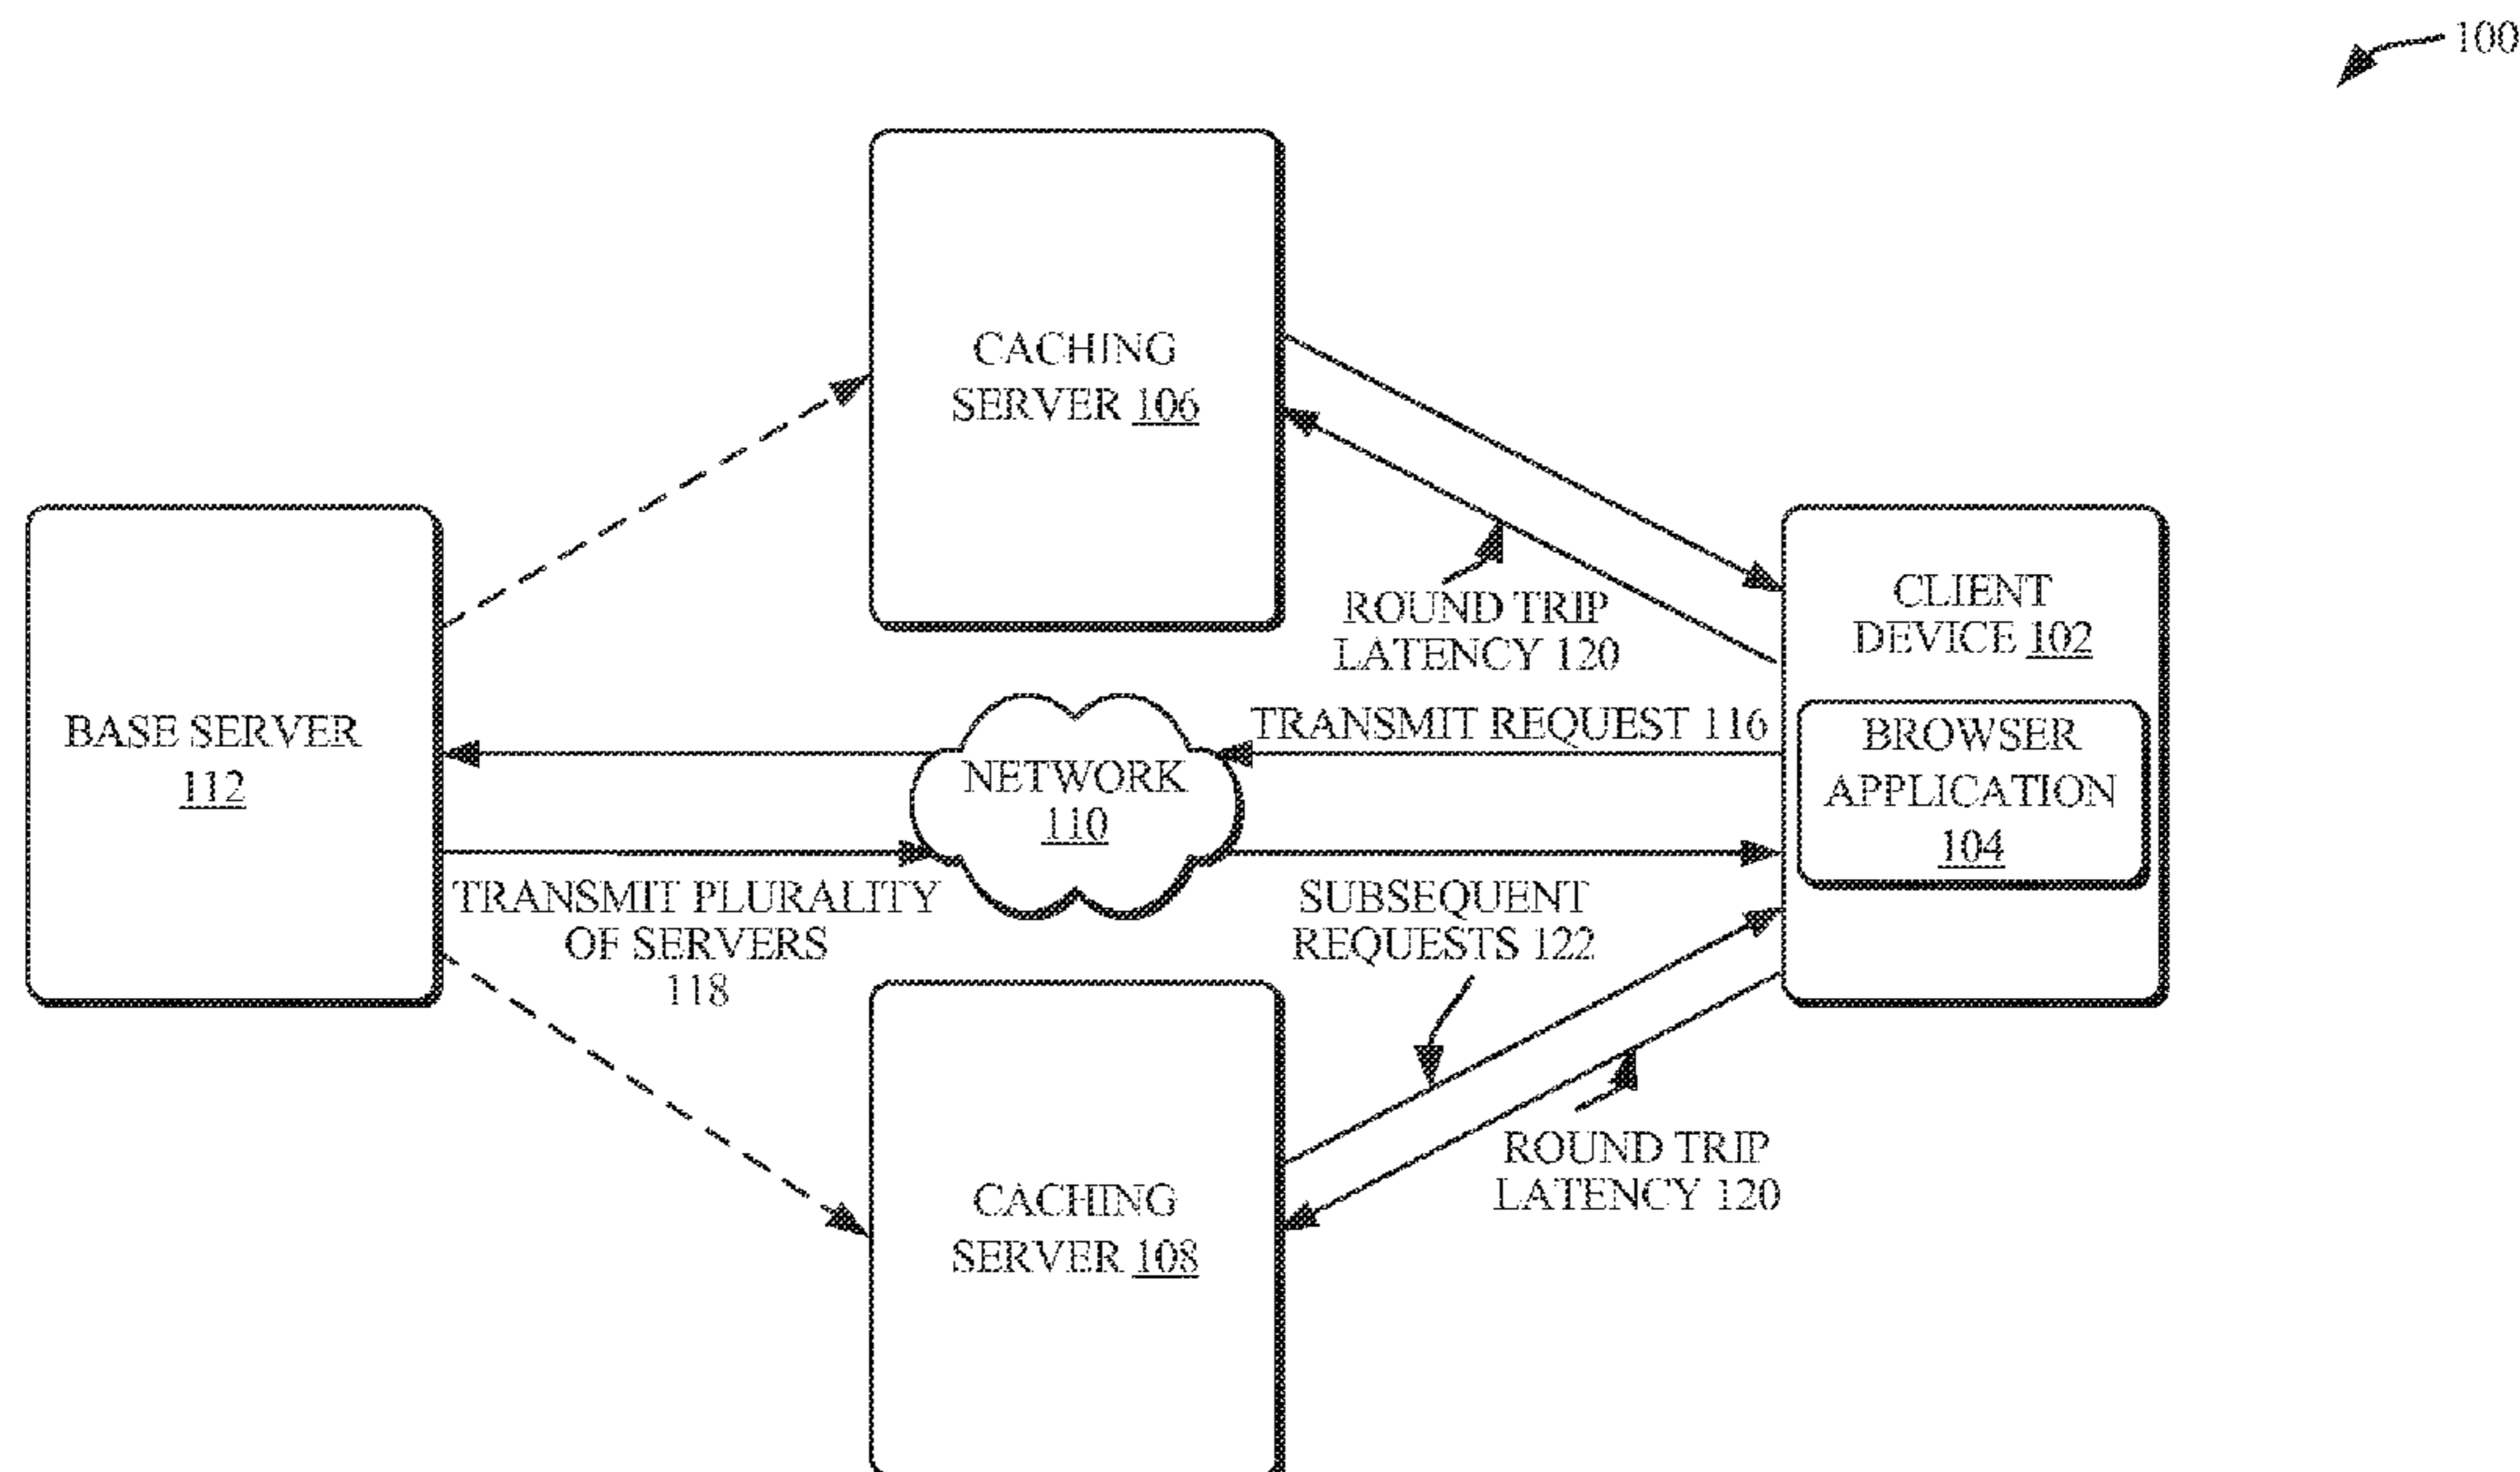 100
CACHING
SERVER 106
ROUND TRIP
LATENCY 120
CLIENT
DEVICE 102
BASE SERVER
112
NETWORK
110
TRANSMIT REQUEST 116
BROWSER
APPLICATION
104
TRANSMIT PLURALITY
OF SERVERS
118
SUBSEQUENT
REQUESTS 122
CACHING
SERVER 108
ROUND TRIP
LATENCY 120